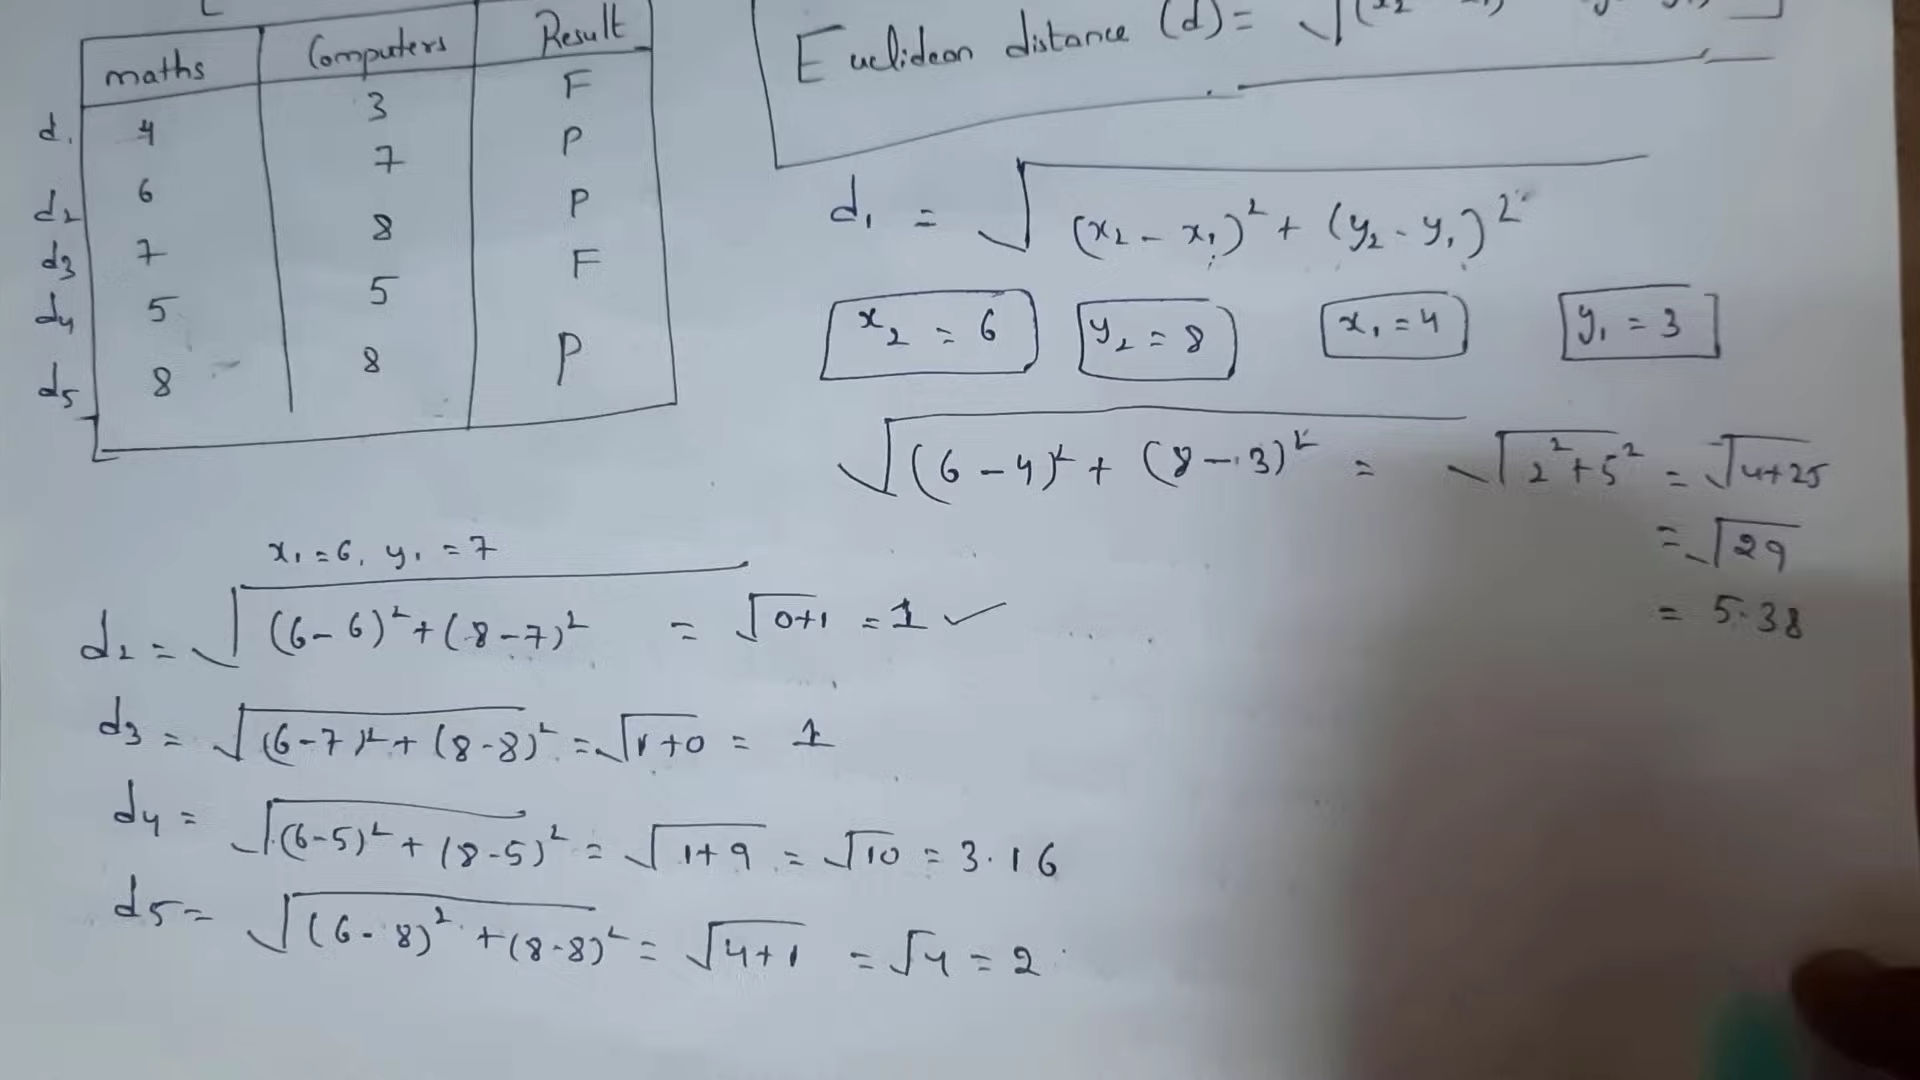 maths Computers Result
d1 4 3 F
d2 6 7 P
d3 7 8 P
d4 5 5 F
d5 8 8 P
Euclidean distance (d) = √(x2
d1 = √(x2 - x1)² + (y2 - y1)²
x2 = 6 y2 = 8 x1 = 4 y1 = 3
√(6 - 4)² + (8 - 3)² = √2² + 5² = √4+25
= √29
= 5.38
x1 = 6, y1 = 7
d2 = √(6 - 6)² + (8 - 7)² = √0+1 = 1 ✓
d3 = √(6-7)² + (8-8)² = √1+0 = 1
d4 = √(6-5)² + (8-5)² = √1+9 = √10 = 3.16
d5 = √(6-8)² + (8-8)² = √4+1 = √4 = 2